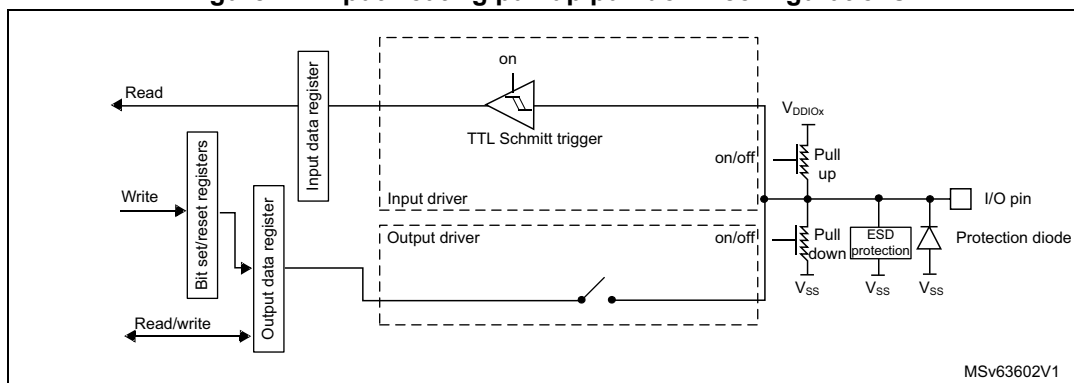 on
Read
Input data register
TTL Schmitt trigger
VDDIOx
on/off
Pull
up
Bit set/reset registers
Write
Input driver
I/O pin
Output data register
Output driver
on/off
Pull
down
ESD
protection
Protection diode
VSS
VSS
VSS
Read/write
MSv63602V1